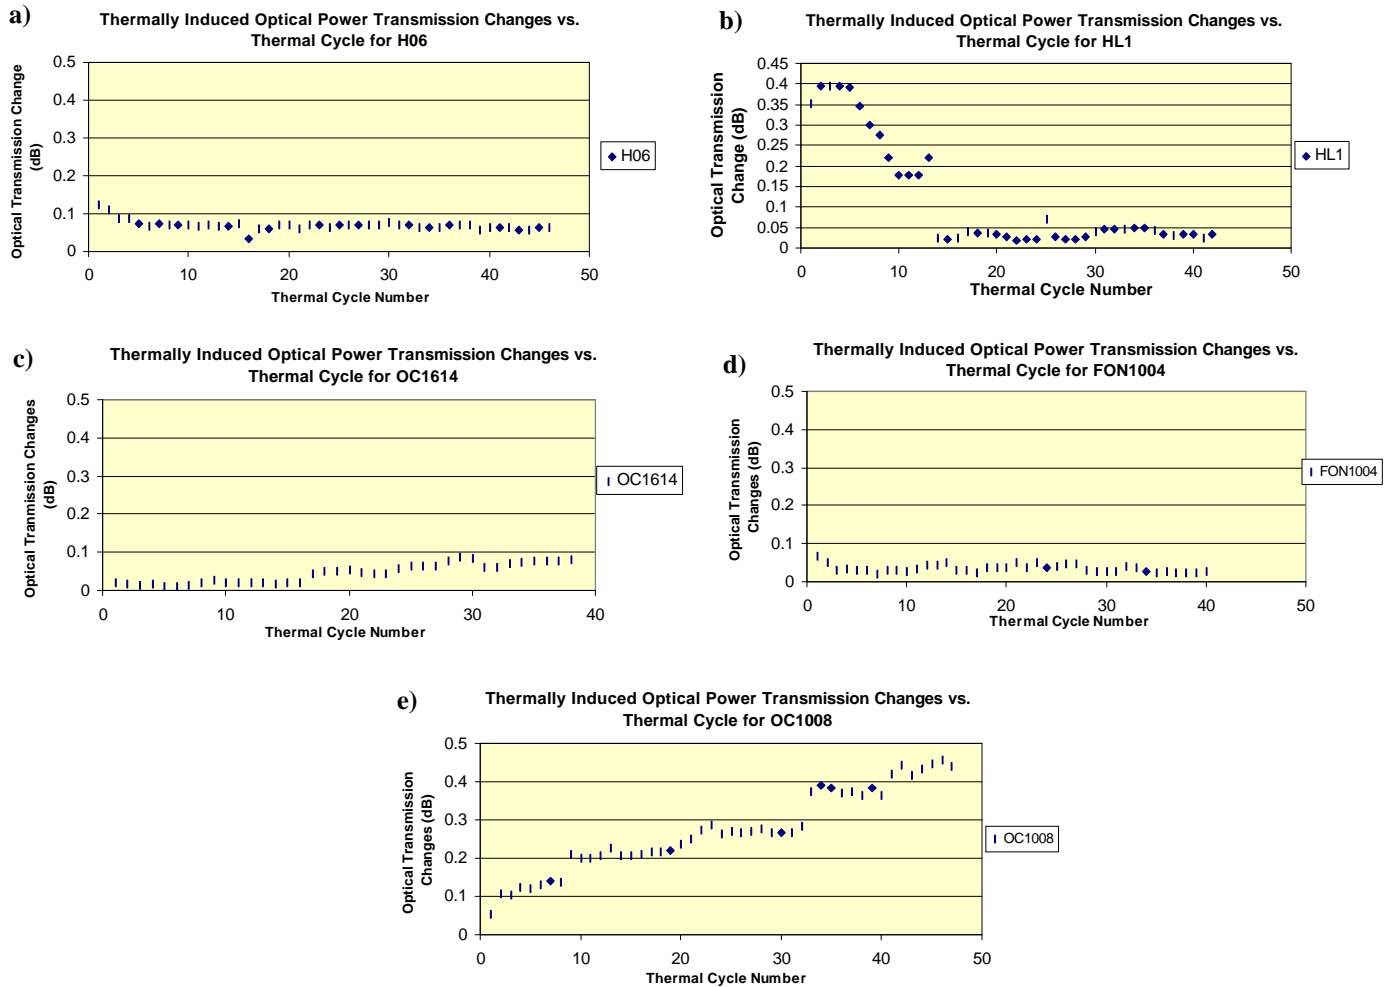 a)
Thermally Induced Optical Power Transmission Changes vs.
Thermal Cycle for H06
Optical Transmission Change
(dB)
0.5
0.4
0.3
0.2
0.1
0
0 10 20 30 40 50
Thermal Cycle Number
H06
b)
Thermally Induced Optical Power Transmission Changes vs.
Thermal Cycle for HL1
Optical Transmission
Change (dB)
0.45
0.4
0.35
0.3
0.25
0.2
0.15
0.1
0.05
0
0 10 20 30 40 50
Thermal Cycle Number
HL1
c)
Thermally Induced Optical Power Transmission Changes vs.
Thermal Cycle for OC1614
Optical Tranmission Changes
(dB)
0.5
0.4
0.3
0.2
0.1
0
0 10 20 30 40
Thermal Cycle Number
OC1614
d)
Thermally Induced Optical Power Transmission Changes vs.
Thermal Cycle for FON1004
Optical Transmission
Changes (dB)
0.5
0.4
0.3
0.2
0.1
0
0 10 20 30 40 50
Thermal Cycle Number
FON1004
e)
Thermally Induced Optical Power Transmission Changes vs.
Thermal Cycle for OC1008
Optical Transmission
Changes (dB)
0.5
0.4
0.3
0.2
0.1
0
0 10 20 30 40 50
Thermal Cycle Number
OC1008